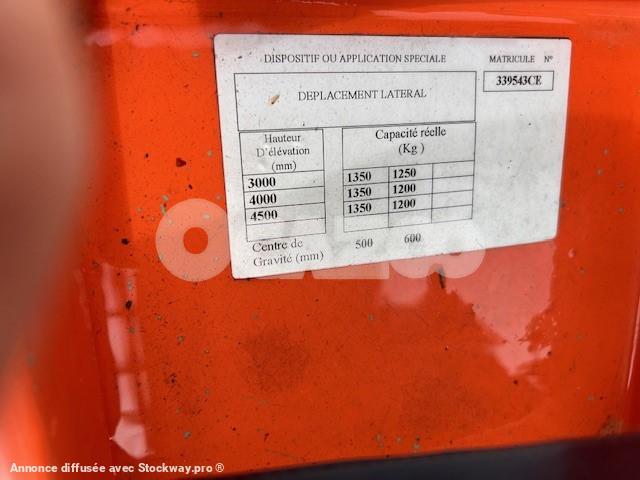 DISPOSITIF OU APPLICATION SPECIALE
MATRICULE N°
339543CE
DEPLACEMENT LATERAL
Hauteur
D'élévation
(mm)
Capacité réelle
(Kg )
3000 1350 1250
4000 1350 1200
4500 1350 1200
Centre de
Gravité (mm)
500 600
Annonce diffusée avec Stockway.pro ®